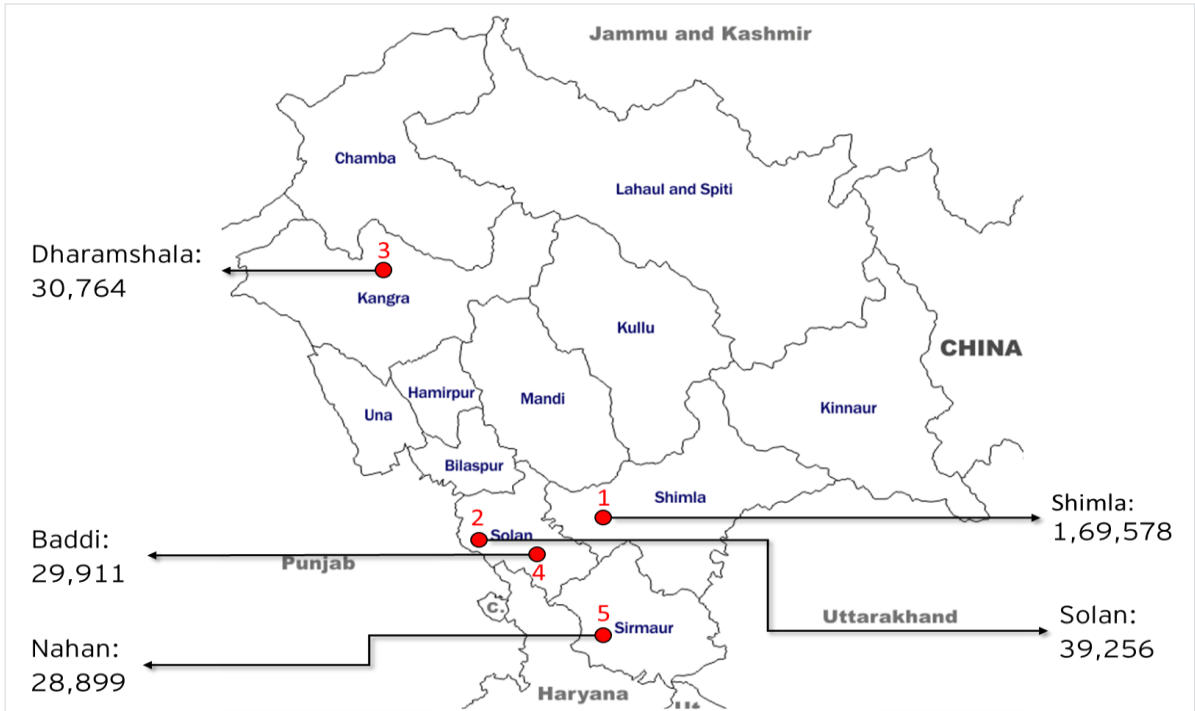 Jammu and Kashmir
Chamba
Lahaul and Spiti
Dharamshala:
30,764
3
Kangra
Kullu
CHINA
Hamirpur
Mandi
Una
Kinnaur
Bilaspur
Shimla
1
Shimla:
1,69,578
2
Solan
Baddi:
29,911
Punjab
4
C.
5
Sirmaur
Uttarakhand
Solan:
39,256
Nahan:
28,899
Haryana
Ut